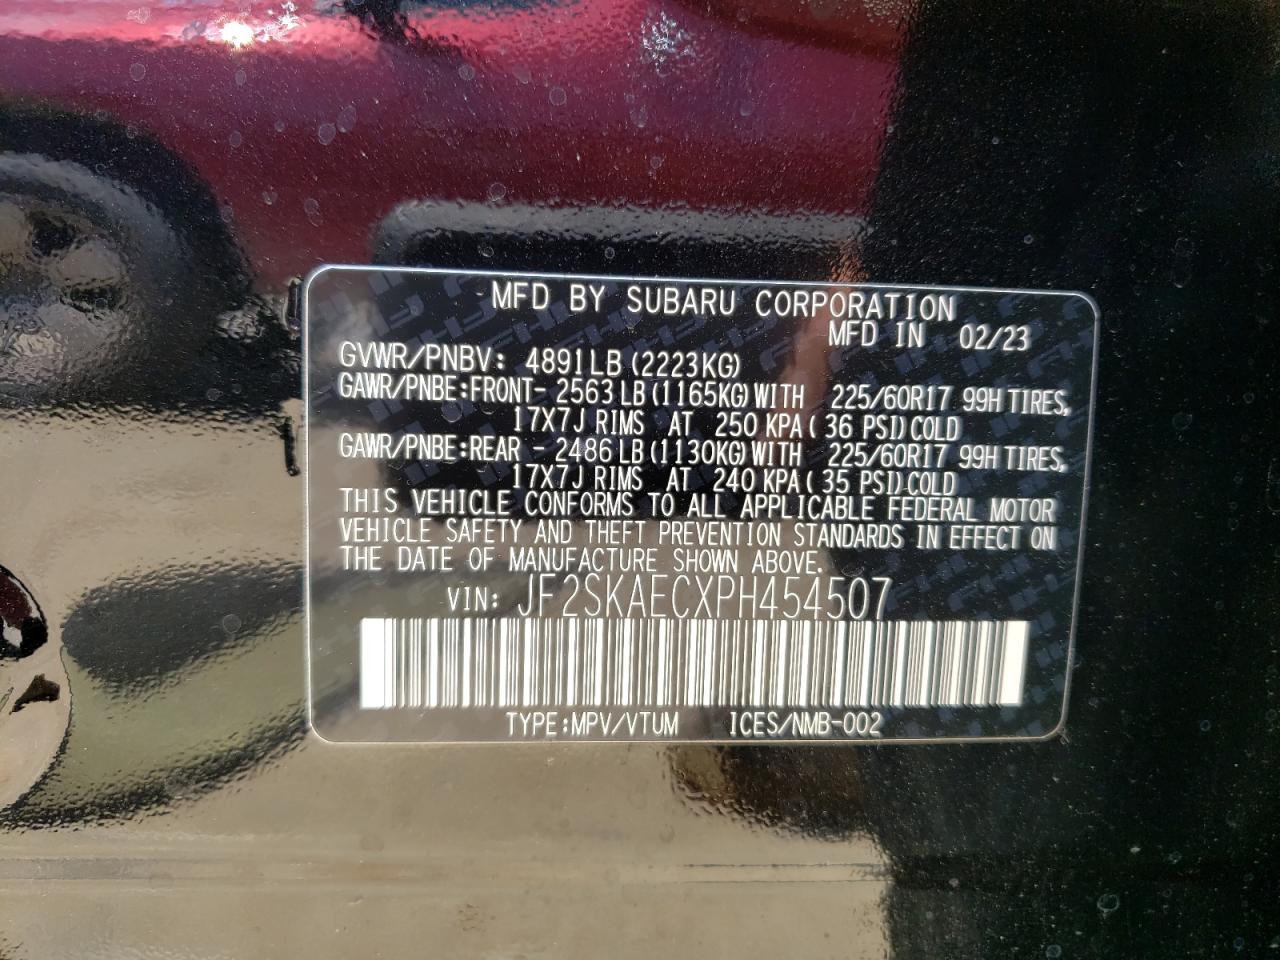 MFD BY SUBARU CORPORATION
MFD IN 02/23
GVWR/PNBV: 4891LB (2223KG)
GAWR/PNBE:FRONT- 2563LB (1165KG) WITH 225/60R17 99H TIRES,
17X7J RIMS AT 250 KPA( 36 PSI) COLD
GAWR/PNBE:REAR - 2486LB (1130KG) WITH 225/60R17 99H TIRES,
17X7J RIMS AT 240 KPA( 35 PSI) COLD
THIS VEHICLE CONFORMS TO ALL APPLICABLE FEDERAL MOTOR
VEHICLE SAFETY AND THEFT PREVENTION STANDARDS IN EFFECT ON
THE DATE OF MANUFACTURE SHOWN ABOVE.
VIN: JF2SKAECXPH454507
TYPE:MPV/VTUM ICES/NMB-002